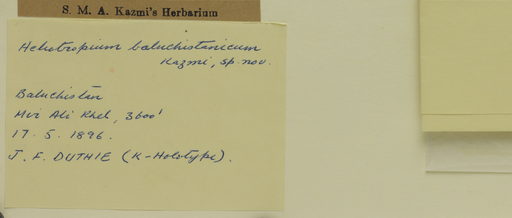 S. M. A. Kazmi's Herbarium
Heliotropium baluchistanicum
Kazmi, sp. nov.
Baluchistan
Mir Ali Khel, 3600'
17. 5. 1896.
J. F. DUTHIE (K-Holotype).